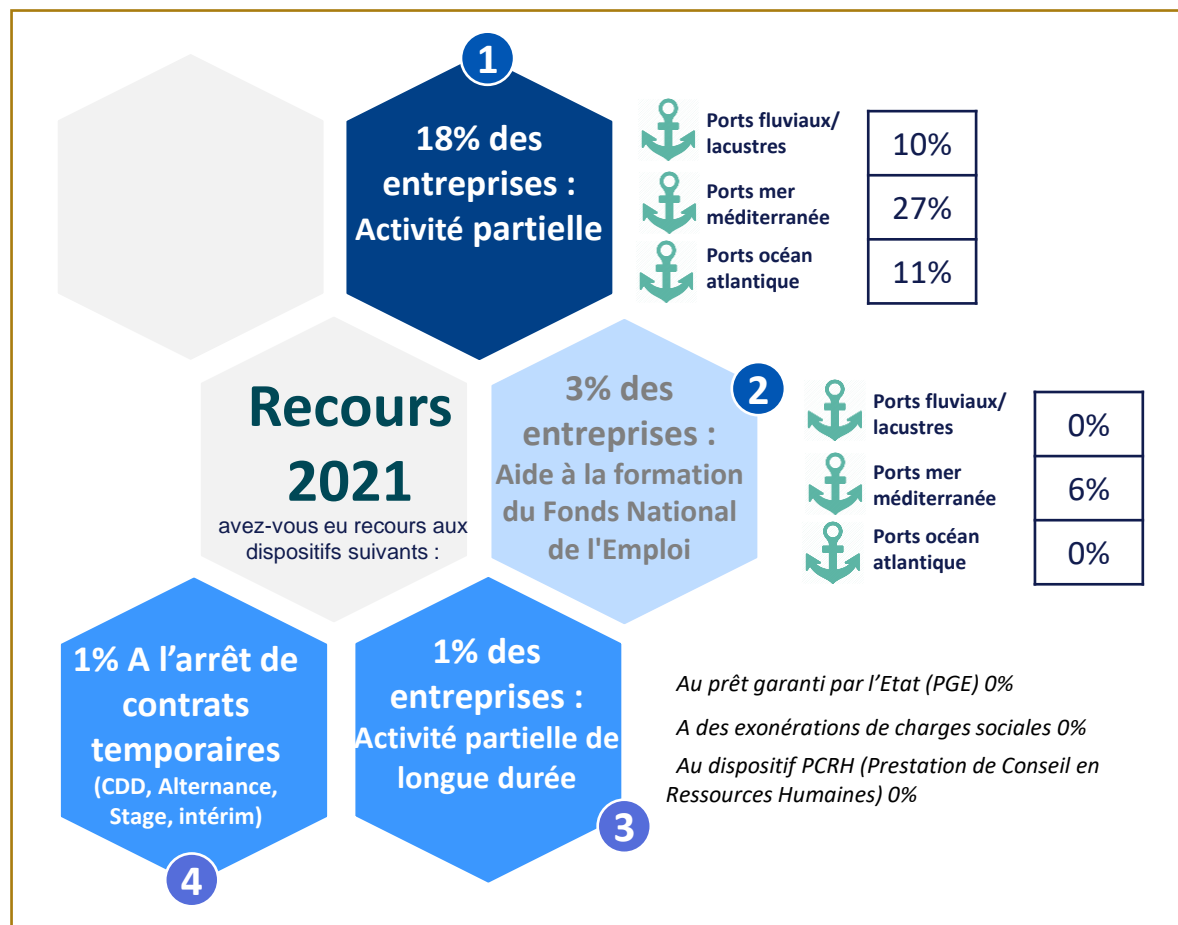 1
18% des
entreprises :
Activité partielle
Ports fluviaux/
lacustres
10%
Ports mer
méditerranée
27%
Ports océan
atlantique
11%
Recours
2021
avez-vous eu recours aux
dispositifs suivants :
2
3% des
entreprises :
Aide à la formation
du Fonds National
de l'Emploi
Ports fluviaux/
lacustres
0%
Ports mer
méditerranée
6%
Ports océan
atlantique
0%
1% des
entreprises :
Activité partielle de
longue durée
3
1% A l’arrêt de
contrats
temporaires
(CDD, Alternance,
Stage, intérim)
4
Au prêt garanti par l’Etat (PGE) 0%
A des exonérations de charges sociales 0%
Au dispositif PCRH (Prestation de Conseil en
Ressources Humaines) 0%